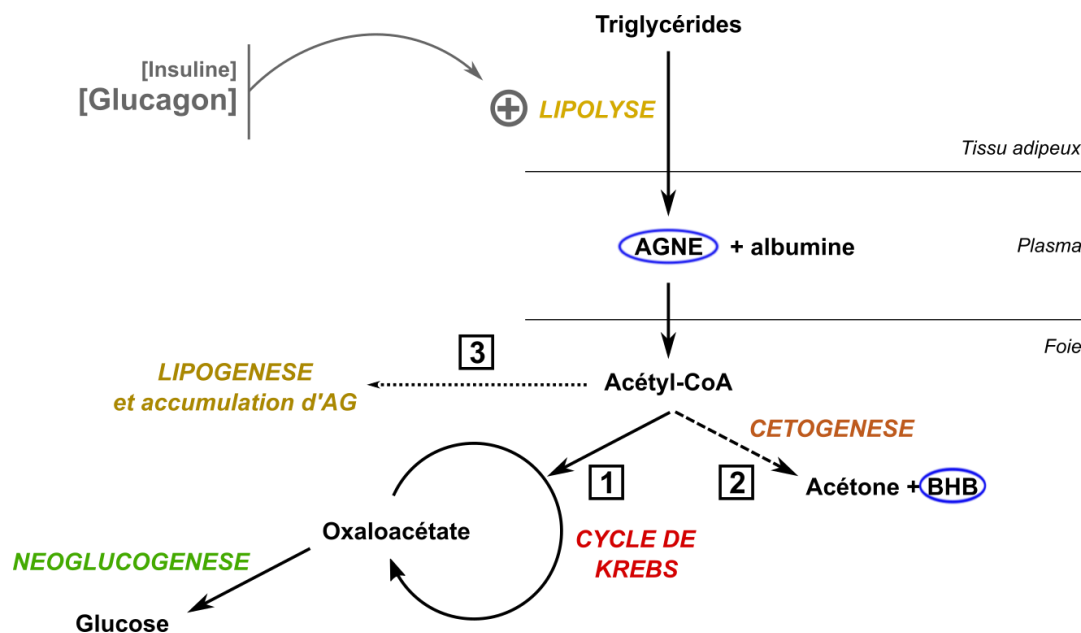 Triglycérides
[Insuline]
[Glucagon]
LIPOLYSE
Tissu adipeux
AGNE + albumine
Plasma
Foie
3
LIPOGENESE
et accumulation d'AG
Acétyl-CoA
CETOGENESE
1
2
Acétone + BHB
Oxaloacétate
CYCLE DE
KREBS
NEOGLUCOGENESE
Glucose